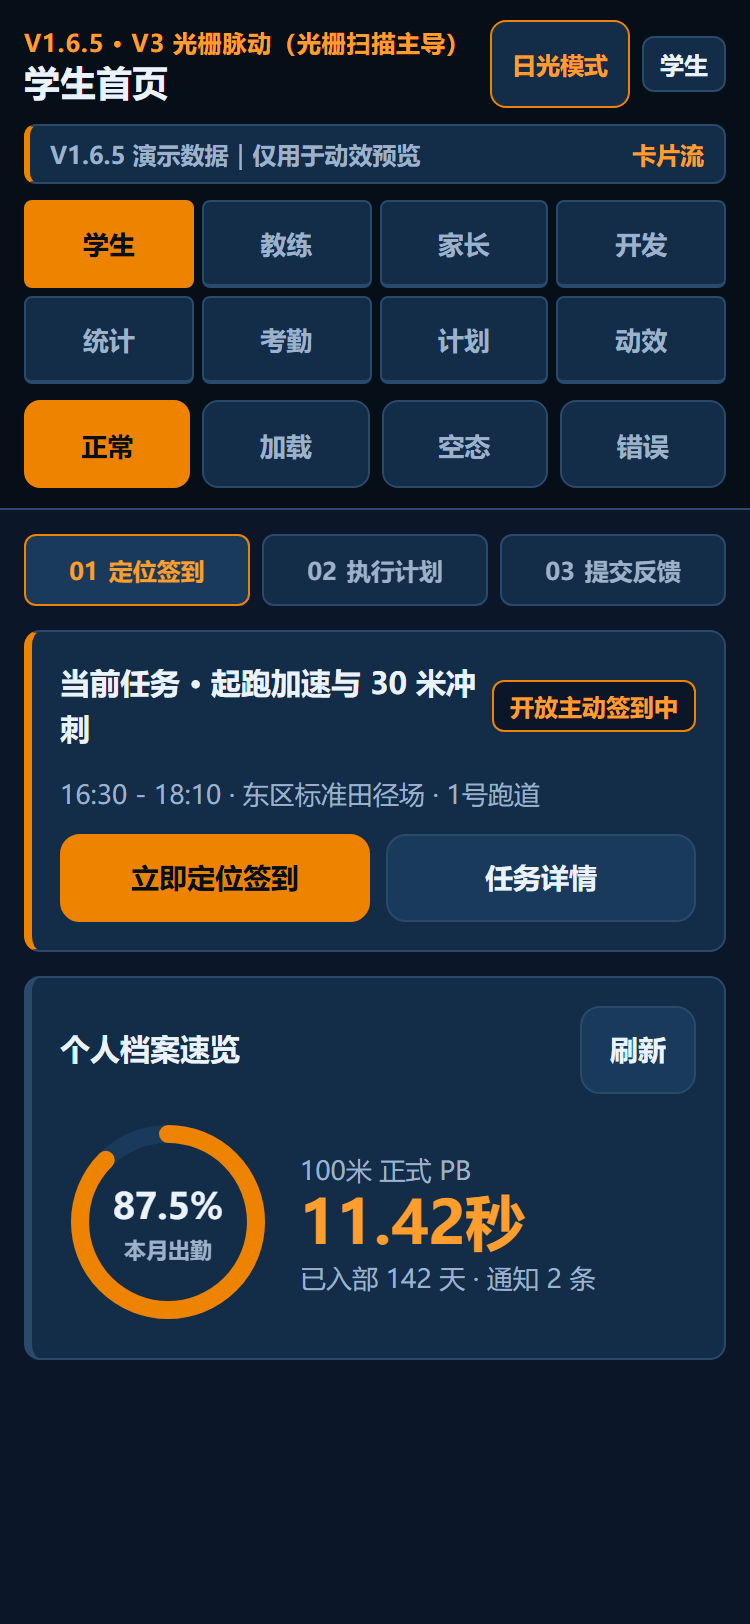 V1.6.5 • V3 光栅脉动（光栅扫描主导）
学生首页
日光模式
学生
V1.6.5 演示数据 | 仅用于动效预览
卡片流
学生
教练
家长
开发
统计
考勤
计划
动效
正常
加载
空态
错误
01 定位签到
02 执行计划
03 提交反馈
当前任务 • 起跑加速与 30 米冲
刺
开放主动签到中
16:30 - 18:10 · 东区标准田径场 · 1号跑道
立即定位签到
任务详情
个人档案速览
刷新
87.5%
本月出勤
100米 正式 PB
11.42秒
已入部 142 天 · 通知 2 条